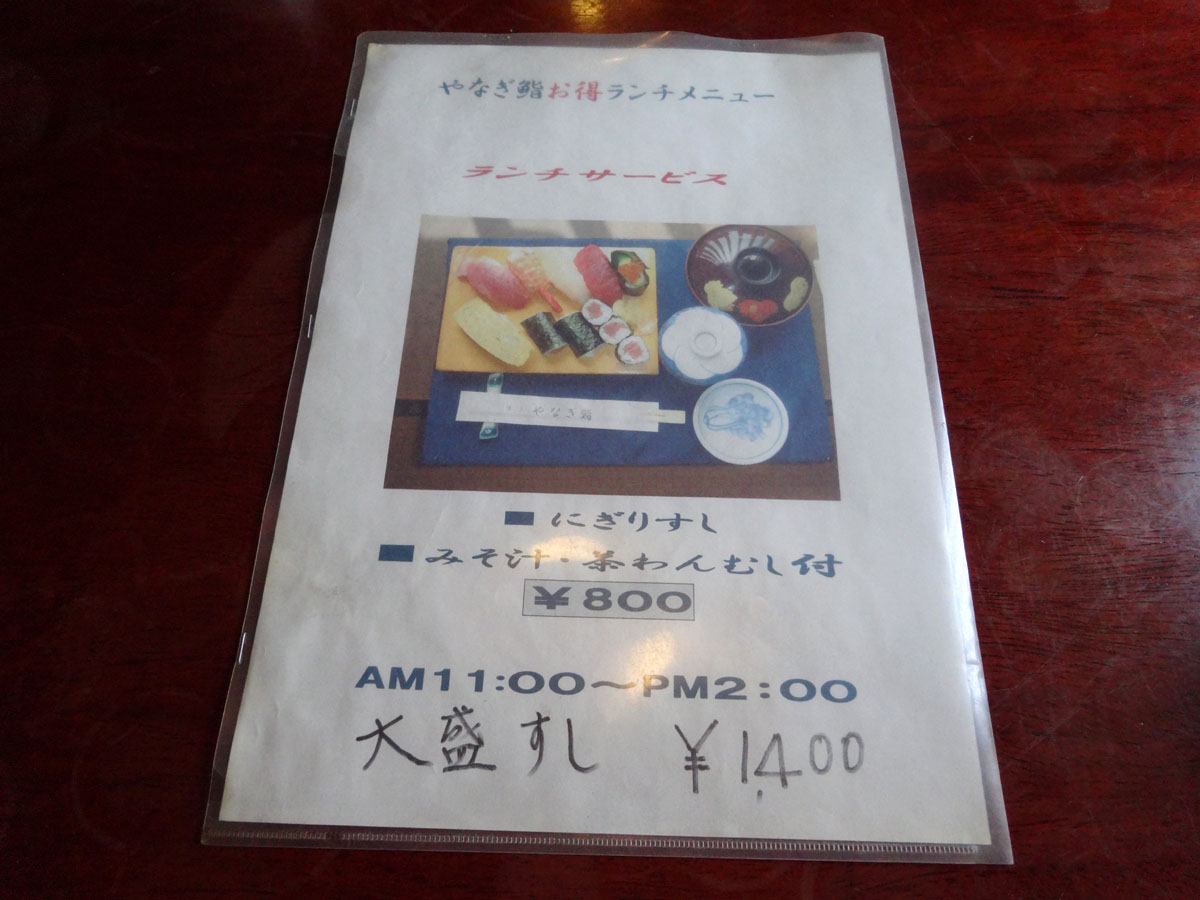 やなぎ鮨お得ランチメニュー
ランチサービス
やなぎ鮨
■にぎりすし
■みそ汁・茶わんむし付
¥800
AM11:00〜PM2:00
大盛すし ¥1,400